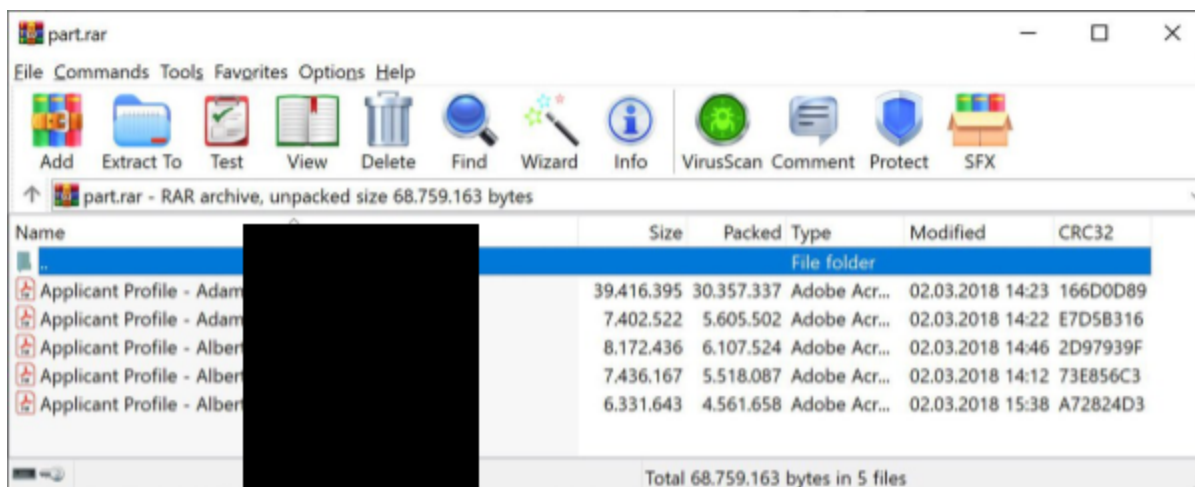 part.rar
File Commands Tools Favorites Options Help
Add Extract To Test View Delete Find Wizard Info VirusScan Comment Protect SFX
part.rar - RAR archive, unpacked size 68.759.163 bytes
Name Size Packed Type Modified CRC32
.. File folder
Applicant Profile - Adam 39.416.395 30.357.337 Adobe Acr... 02.03.2018 14:23 166D0D89
Applicant Profile - Adam 7.402.522 5.605.502 Adobe Acr... 02.03.2018 14:22 E7D5B316
Applicant Profile - Albert 8.172.436 6.107.524 Adobe Acr... 02.03.2018 14:46 2D97939F
Applicant Profile - Albert 7.436.167 5.518.087 Adobe Acr... 02.03.2018 14:12 73E856C3
Applicant Profile - Albert 6.331.643 4.561.658 Adobe Acr... 02.03.2018 15:38 A72824D3
Total 68.759.163 bytes in 5 files